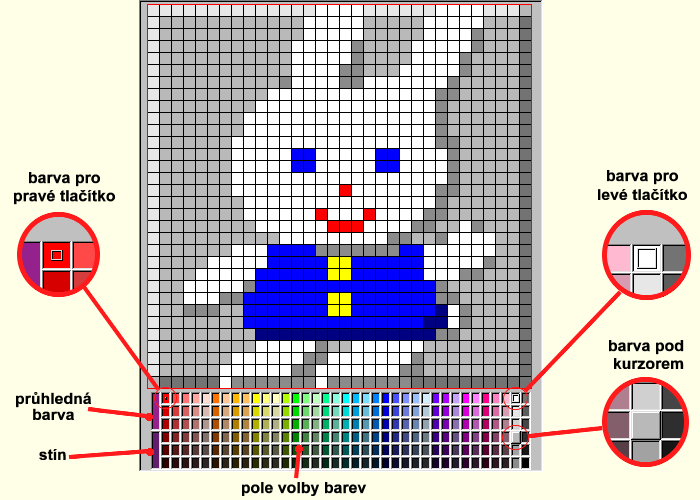 barva pro
pravé tlačítko
barva pro
levé tlačítko
barva pod
kurzorem
průhledná
barva
stín
pole volby barev